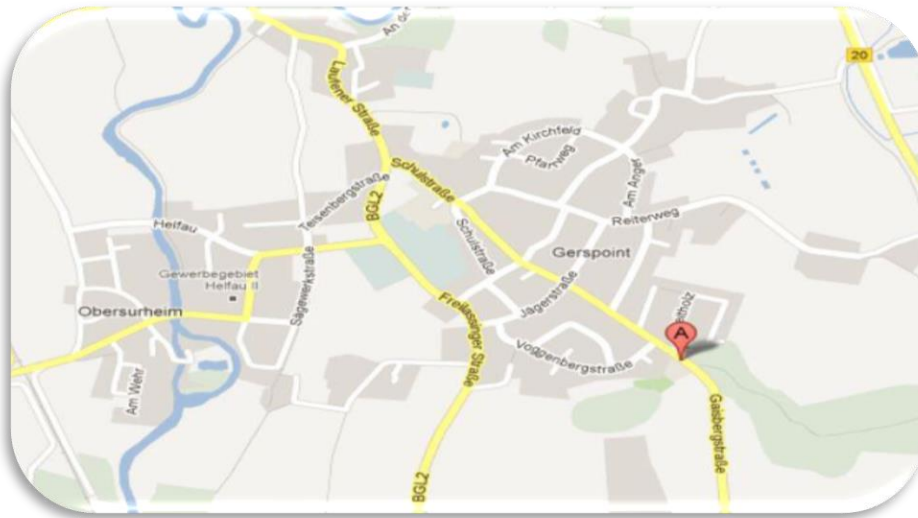 An der
20
Laufener Straße
Am Kirchfeld
Pfarrweg
Schulstraße
Am Anger
Teisenbergstraße
BGL2
Reiterweg
Helfau
Schulstraße
Gerspoint
Gewerbegebiet
Helfau II
Sägewerkstraße
Jägerstraße
Freilassinger Straße
Obersurheim
A
Voggenbergstraße
Am Wehr
Gaisbergstraße
BGL2